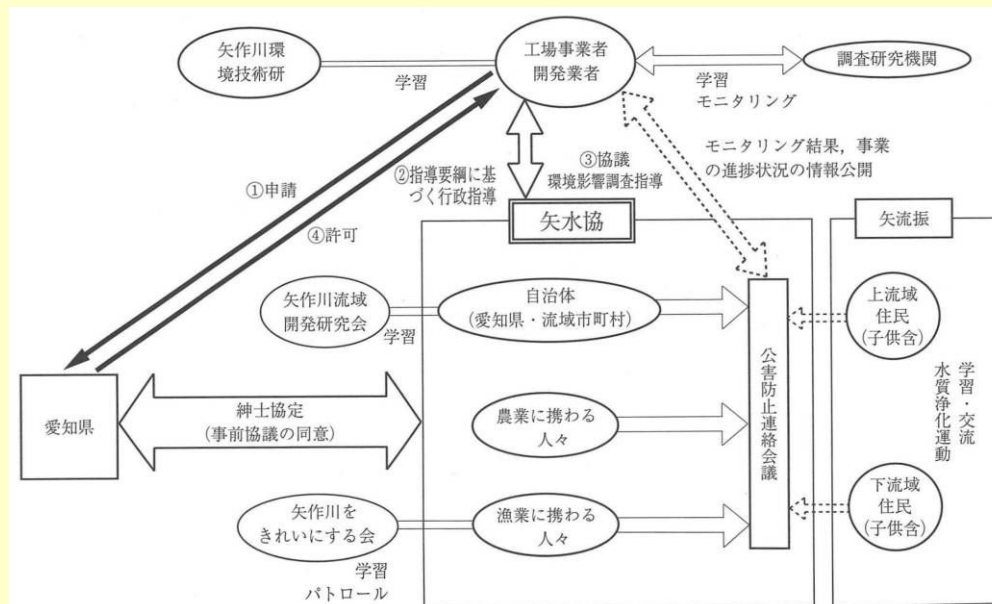 矢作川環
境技術研
学習
工場事業者
開発業者
学習
モニタリング
調査研究機関
①申請
④許可
②指導要綱に基
づく行政指導
③協議
環境影響調査指導
モニタリング結果，事業
の進捗状況の情報公開
矢水協
矢流振
矢作川流域
開発研究会
学習
自治体
(愛知県・流域市町村)
上流域
住民
(子供含)
愛知県
紳士協定
(事前協議の同意)
農業に携わる
人々
公害防止連絡会議
学習・交流
水質浄化運動
矢作川を
きれいにする会
学習
パトロール
漁業に携わる
人々
下流域
住民
(子供含)